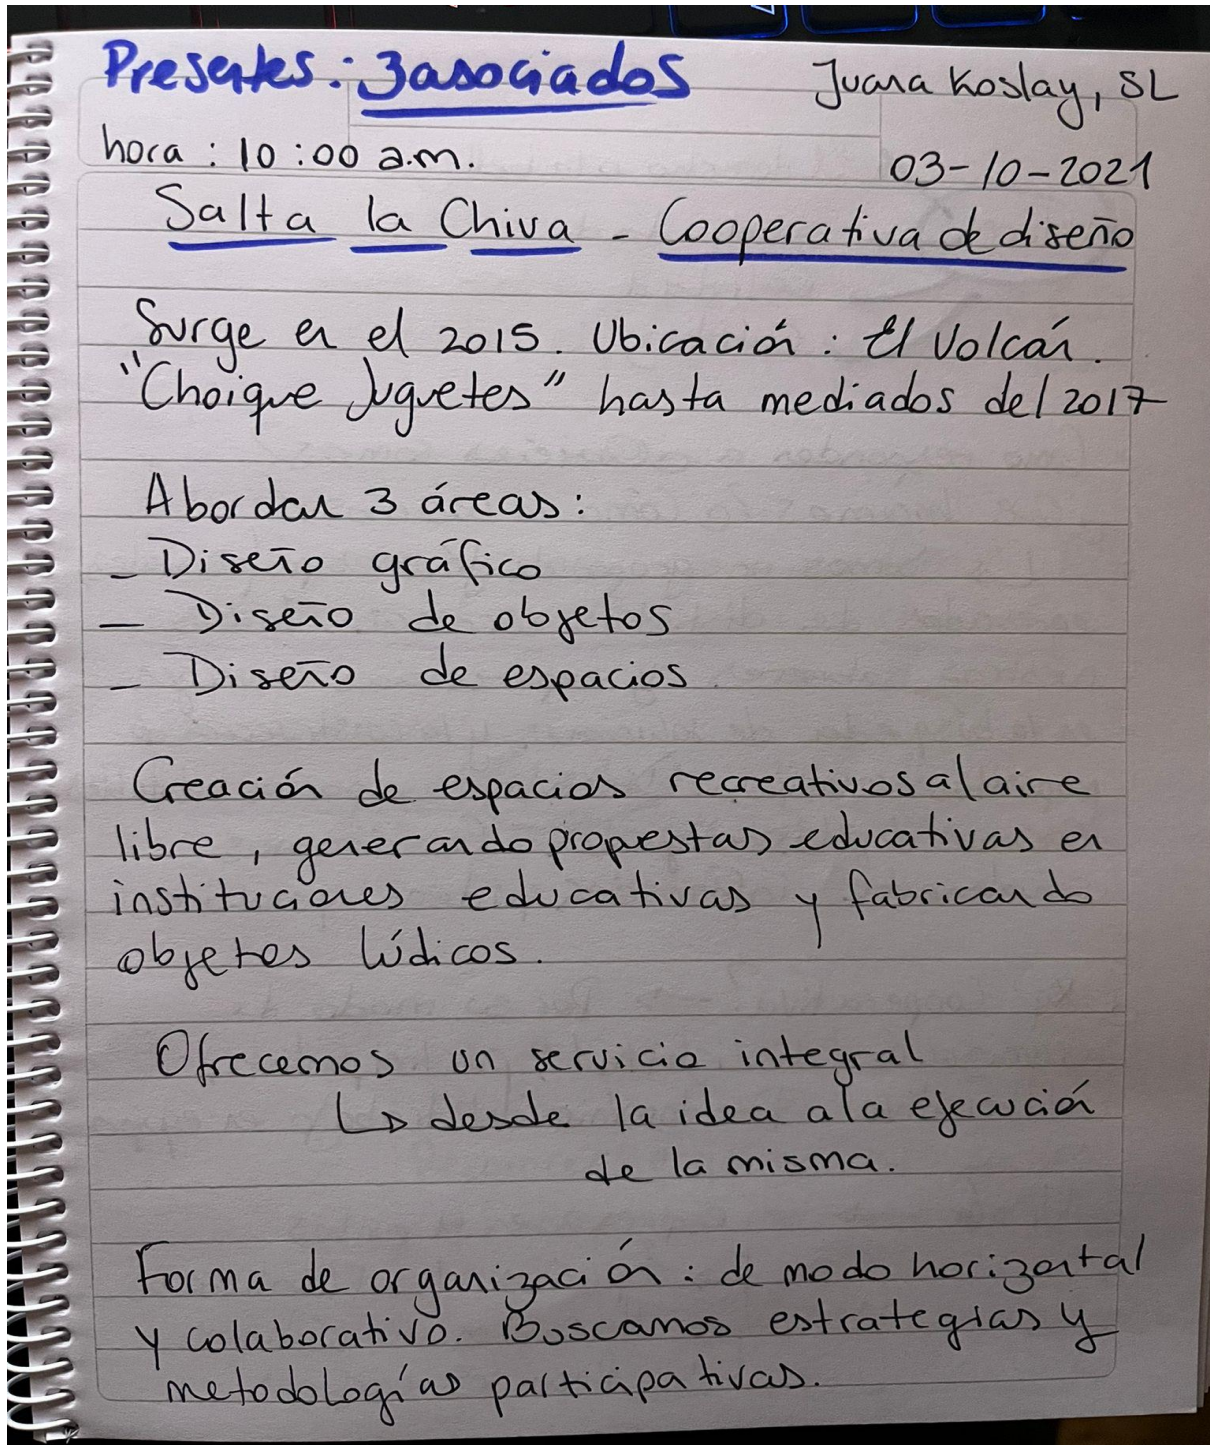 Presentes: 3 asociados
Juana Koslay, SL
hora: 10:00 a.m.
03-10-2021
Salta la Chiva - Cooperativa de diseño
Surge en el 2015. Ubicación: El Volcán.
"Choique Juguetes" hasta mediados del 2017
Abordan 3 áreas:
- Diseño gráfico
- Diseño de objetos
- Diseño de espacios.
Creación de espacios recreativos al aire
libre, generando propuestas educativas en
instituciones educativas y fabricando
objetos lúdicos.
Ofrecemos un servicio integral
↳ desde la idea a la ejecución
de la misma.
Forma de organización: de modo horizontal
y colaborativo. Buscamos estrategias y
metodologías participativas.